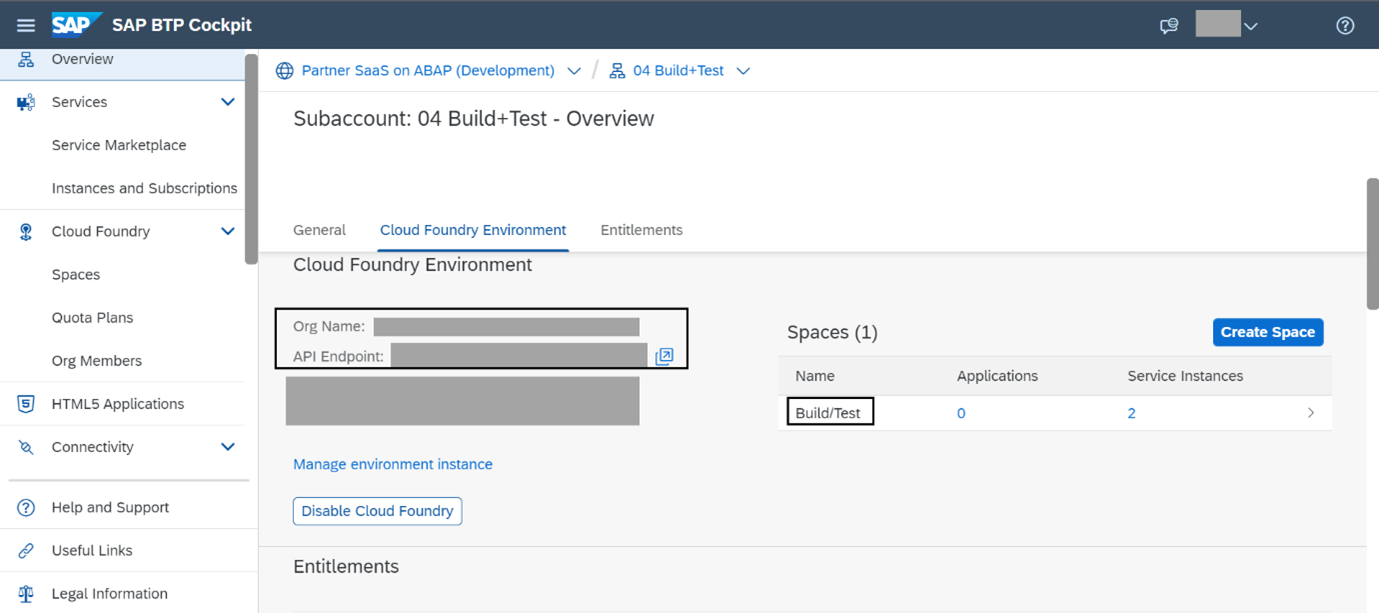 SAP SAP BTP Cockpit
Overview
Services
Service Marketplace
Instances and Subscriptions
Cloud Foundry
Spaces
Quota Plans
Org Members
HTML5 Applications
Connectivity
Help and Support
Useful Links
Legal Information
Partner SaaS on ABAP (Development) / 04 Build+Test
Subaccount: 04 Build+Test - Overview
General Cloud Foundry Environment Entitlements
Cloud Foundry Environment
Org Name:
API Endpoint:
Manage environment instance
Disable Cloud Foundry
Spaces (1) Create Space
Name Applications Service Instances
Build/Test 0 2
Entitlements